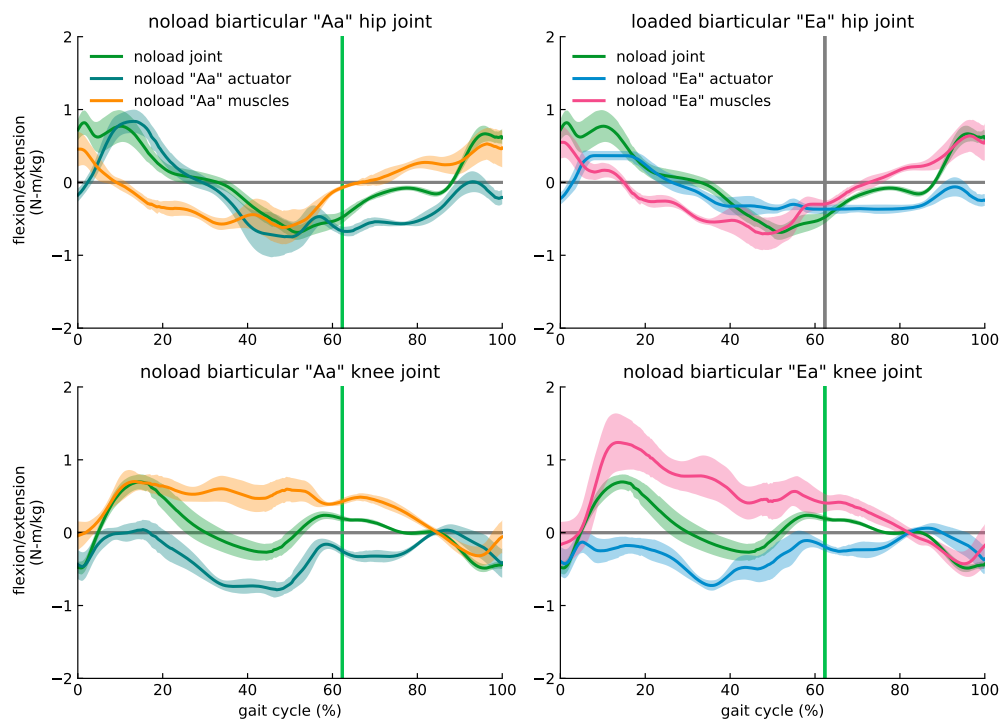 noload biarticular "Aa" hip joint
loaded biarticular "Ea" hip joint
2
1
0
−1
−2
flexion/extension
(N-m/kg)
noload joint
noload "Aa" actuator
noload "Aa" muscles
0 20 40 60 80 100
2
1
0
−1
−2
noload joint
noload "Ea" actuator
noload "Ea" muscles
0 20 40 60 80 100
noload biarticular "Aa" knee joint
noload biarticular "Ea" knee joint
2
1
0
−1
−2
flexion/extension
(N-m/kg)
0 20 40 60 80 100
gait cycle (%)
2
1
0
−1
−2
0 20 40 60 80 100
gait cycle (%)